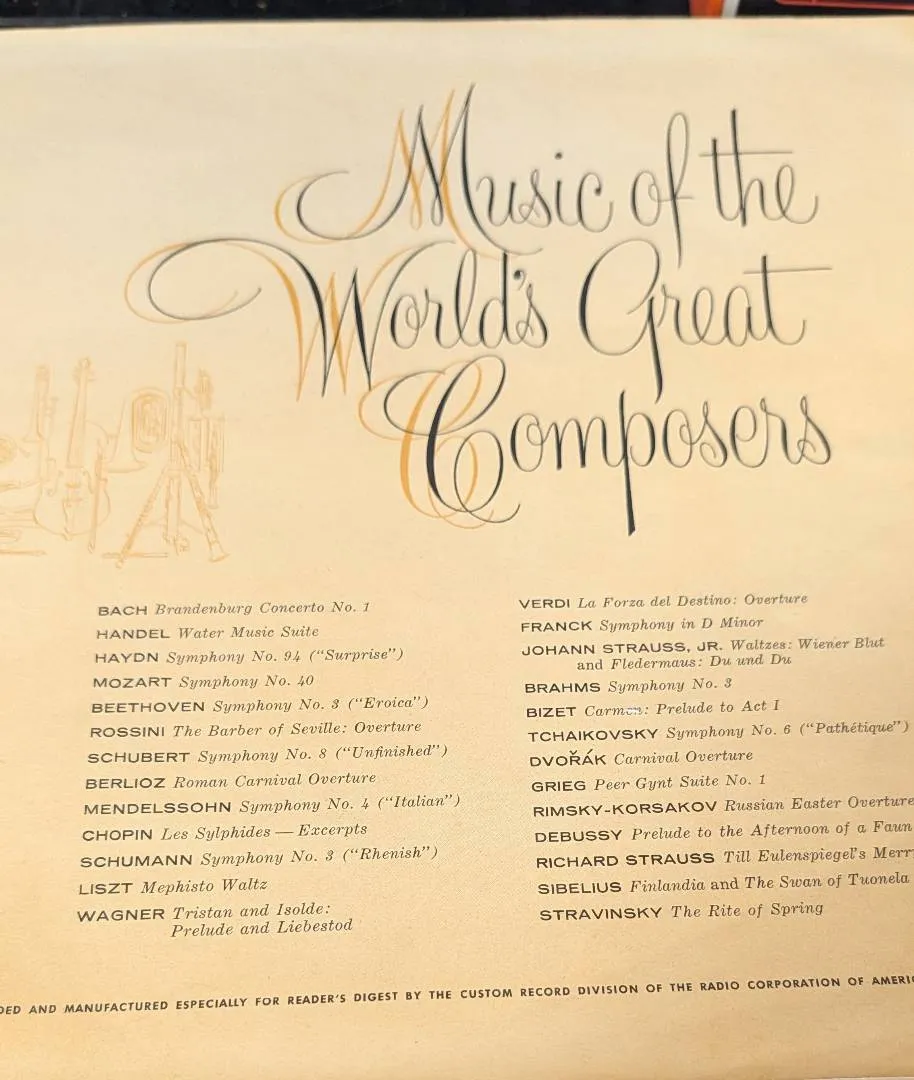 Music of the
World's Great
Composers
BACH Brandenburg Concerto No. 1
HANDEL Water Music Suite
HAYDN Symphony No. 94 (“Surprise”)
MOZART Symphony No. 40
BEETHOVEN Symphony No. 3 (“Eroica”)
ROSSINI The Barber of Seville: Overture
SCHUBERT Symphony No. 8 (“Unfinished”)
BERLIOZ Roman Carnival Overture
MENDELSSOHN Symphony No. 4 (“Italian”)
CHOPIN Les Sylphides — Excerpts
SCHUMANN Symphony No. 3 (“Rhenish”)
LISZT Mephisto Waltz
WAGNER Tristan and Isolde:
Prelude and Liebestod
VERDI La Forza del Destino: Overture
FRANCK Symphony in D Minor
JOHANN STRAUSS, JR. Waltzes: Wiener Blut
and Fledermaus: Du und Du
BRAHMS Symphony No. 3
BIZET Carmen: Prelude to Act I
TCHAIKOVSKY Symphony No. 6 (“Pathétique”)
DVOŘÁK Carnival Overture
GRIEG Peer Gynt Suite No. 1
RIMSKY-KORSAKOV Russian Easter Overture
DEBUSSY Prelude to the Afternoon of a Faun
RICHARD STRAUSS Till Eulenspiegel's Merr
SIBELIUS Finlandia and The Swan of Tuonela
STRAVINSKY The Rite of Spring
DED AND MANUFACTURED ESPECIALLY FOR READER'S DIGEST BY THE CUSTOM RECORD DIVISION OF THE RADIO CORPORATION OF AMERIC